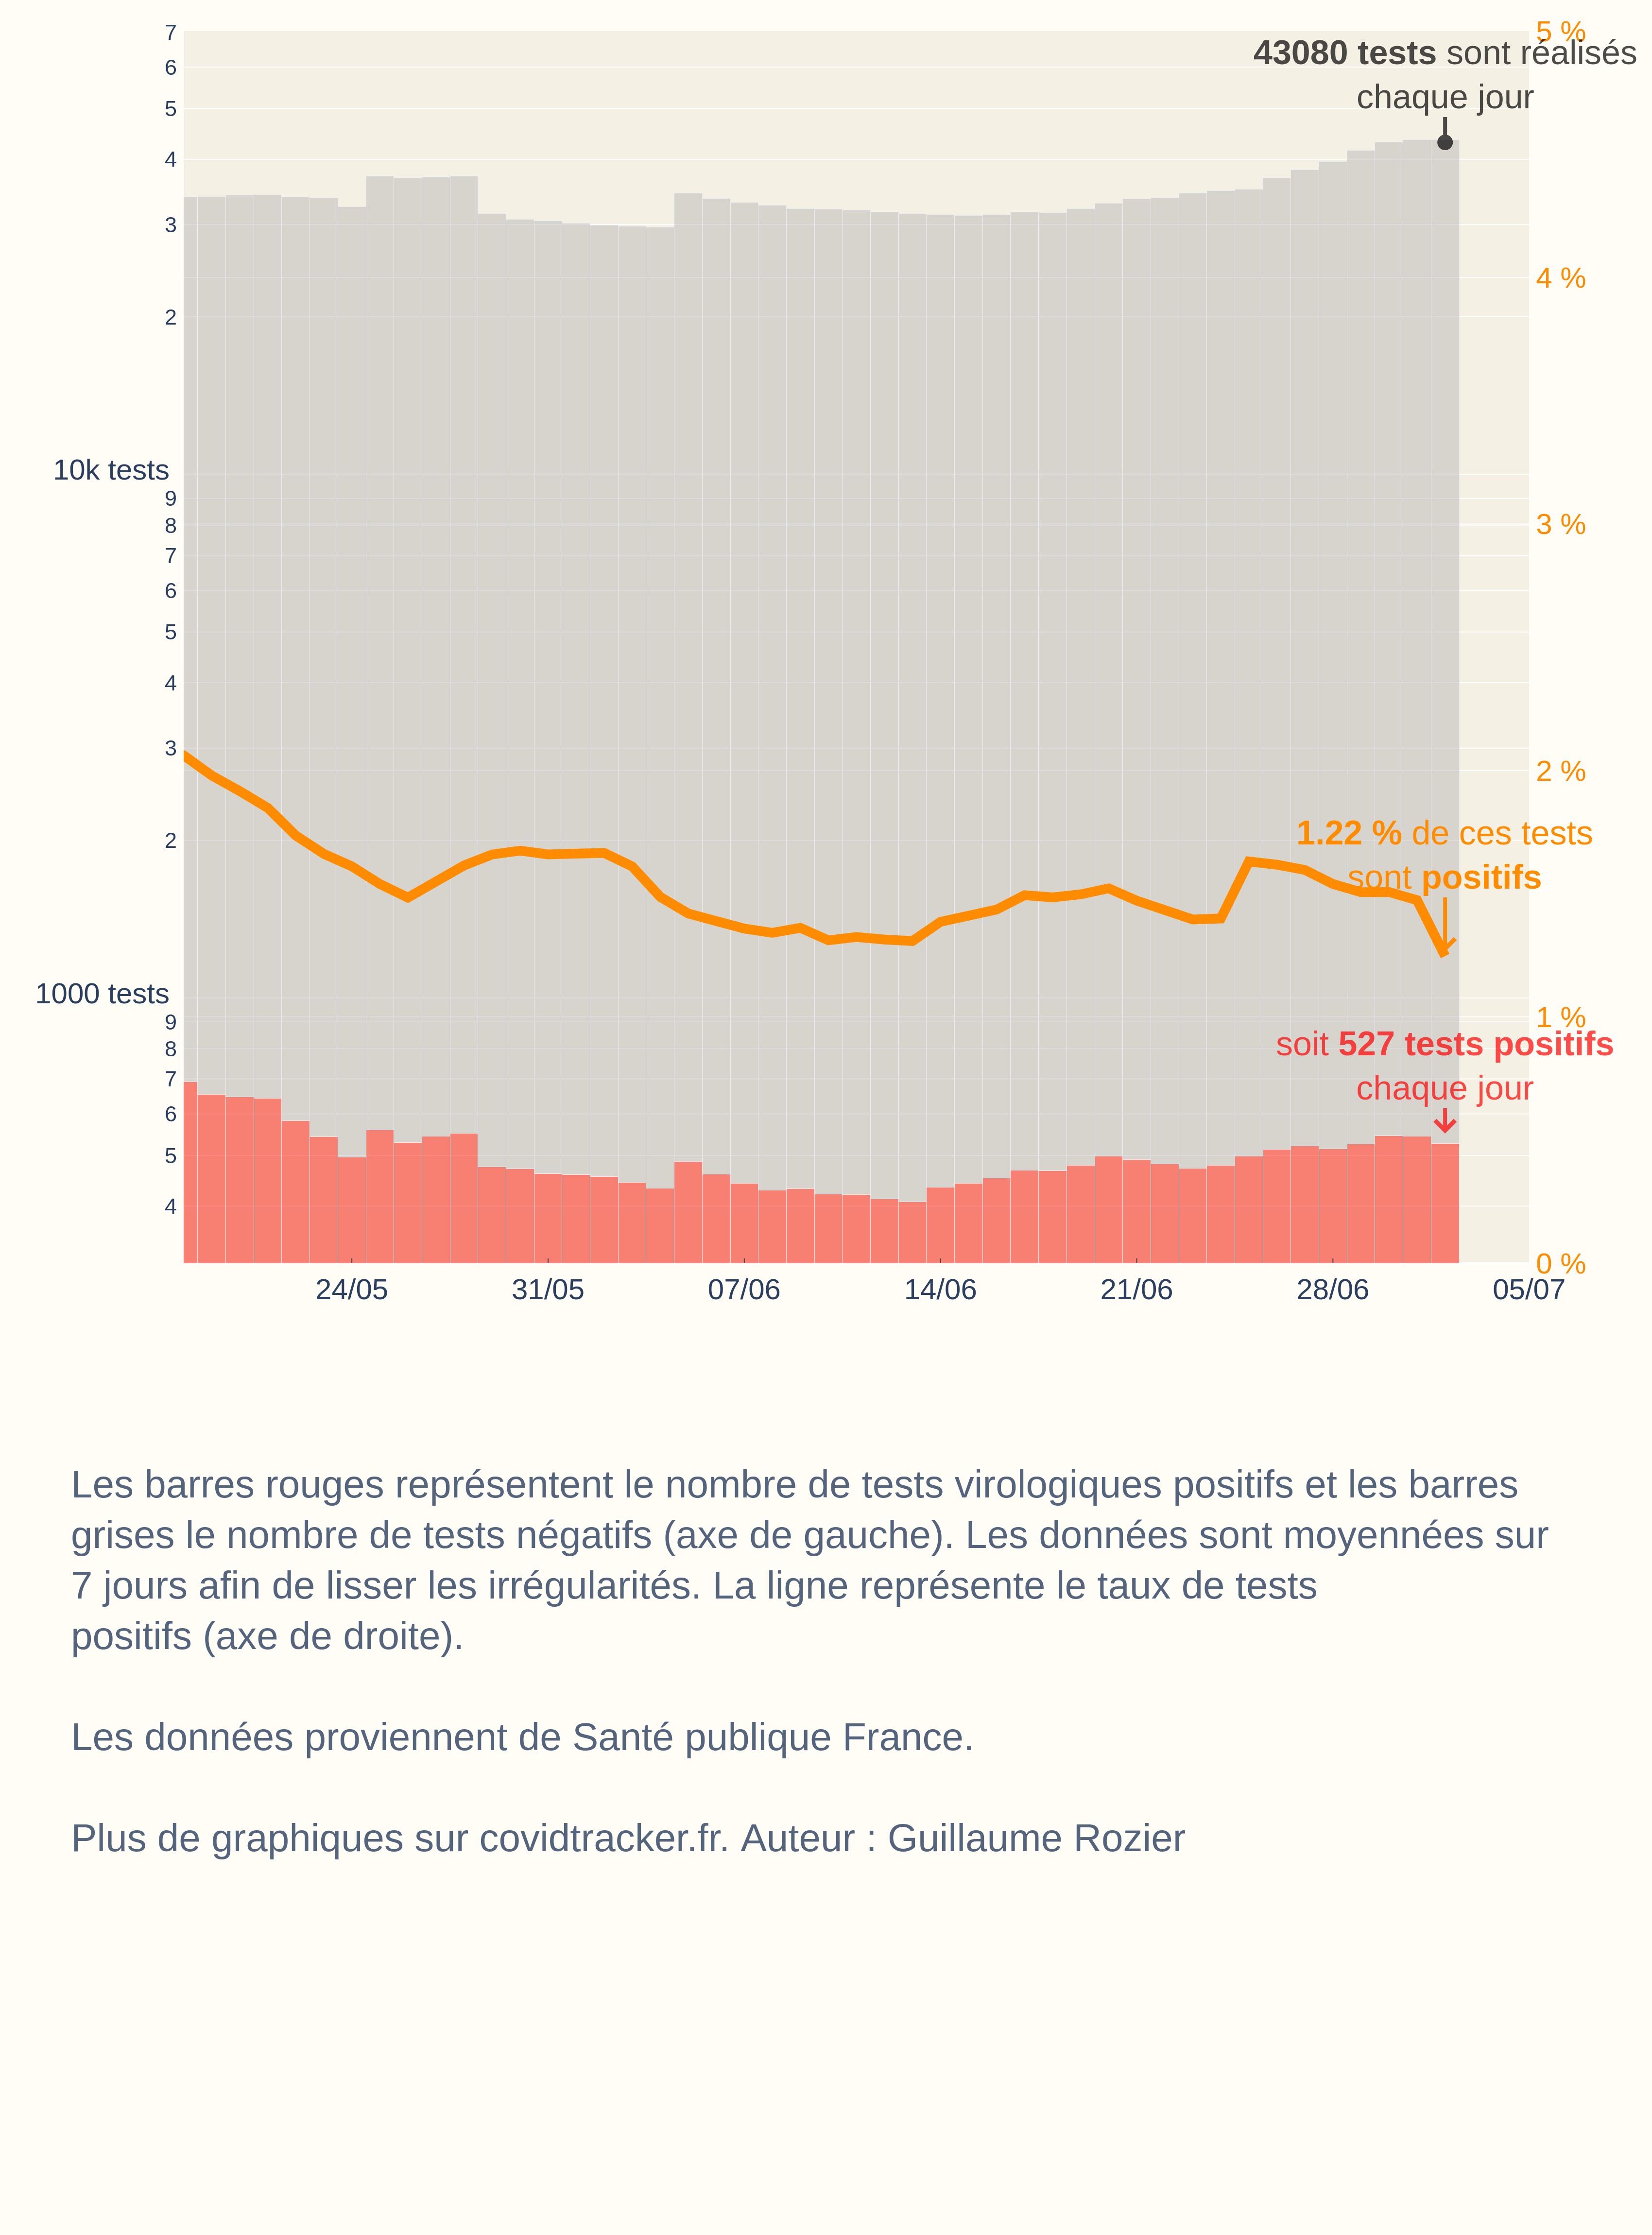 7
5 %
43080 tests sont réalisés
6
chaque jour
5
4
3
4 %
2
10k tests
9
3 %
8
7
6
5
4
3
2 %
2
1.22 % de ces tests
sont positifs
1000 tests
1 %
9
soit 527 tests positifs
8
7
chaque jour
6
5
4
0 %
24/05 31/05 07/06 14/06 21/06 28/06 05/07
Les barres rouges représentent le nombre de tests virologiques positifs et les barres
grises le nombre de tests négatifs (axe de gauche). Les données sont moyennées sur
7 jours afin de lisser les irrégularités. La ligne représente le taux de tests
positifs (axe de droite).
Les données proviennent de Santé publique France.
Plus de graphiques sur covidtracker.fr. Auteur : Guillaume Rozier